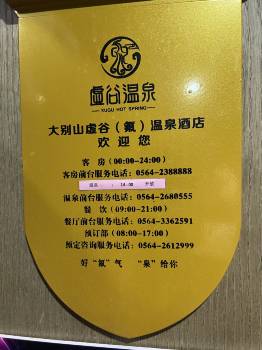 虚谷温泉
XUGU HOT SPRING
大别山虚谷（氡）温泉酒店
欢迎您
客 房（00:00-24:00）
客房前台服务电话：0564-2388888
温泉 : 14:00 开放
温泉前台服务电话：0564-2680555
餐 饮（09:00-21:00）
餐厅前台服务电话：0564-3362591
预订部（08:00-17:00）
预定咨询服务电话：0564-2612999
好“氡”气 “泉”给你